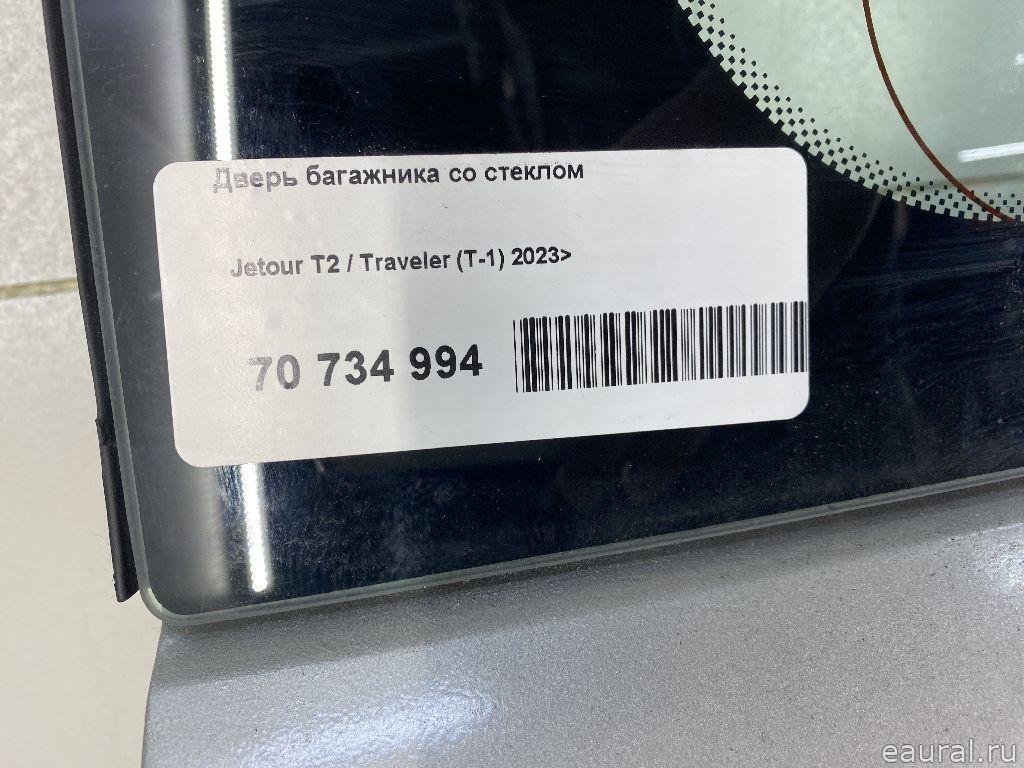 Дверь багажника со стеклом
Jetour T2 / Traveler (T-1) 2023>
70 734 994
eaural.ru